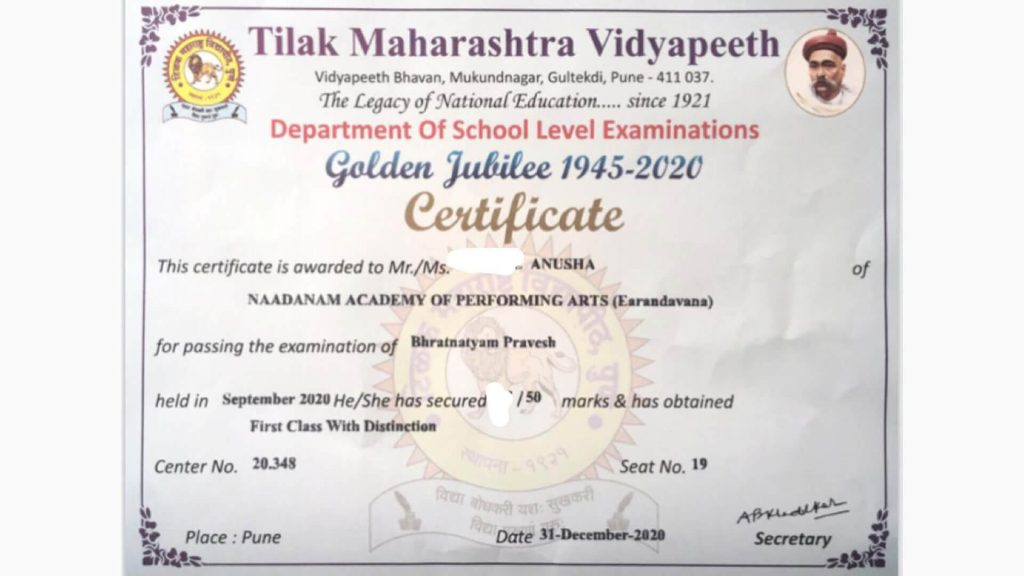 Tilak Maharashtra Vidyapeeth
Vidyapeeth Bhavan, Mukundnagar, Gultekdi, Pune - 411 037.
The Legacy of National Education..... since 1921
Department Of School Level Examinations
Golden Jubilee 1945-2020
Certificate
This certificate is awarded to Mr./Ms. ANUSHA of
NAADANAM ACADEMY OF PERFORMING ARTS (Earandavana)
for passing the examination of Bhratnatyam Pravesh
held in September 2020 He/She has secured /50 marks & has obtained
First Class With Distinction
स्थापना - १९२१
Center No. 20.348 Seat No. 19
विद्या बोधकरी यशः सुखकरी
विद्या
Place : Pune Date 31-December-2020 Secretary